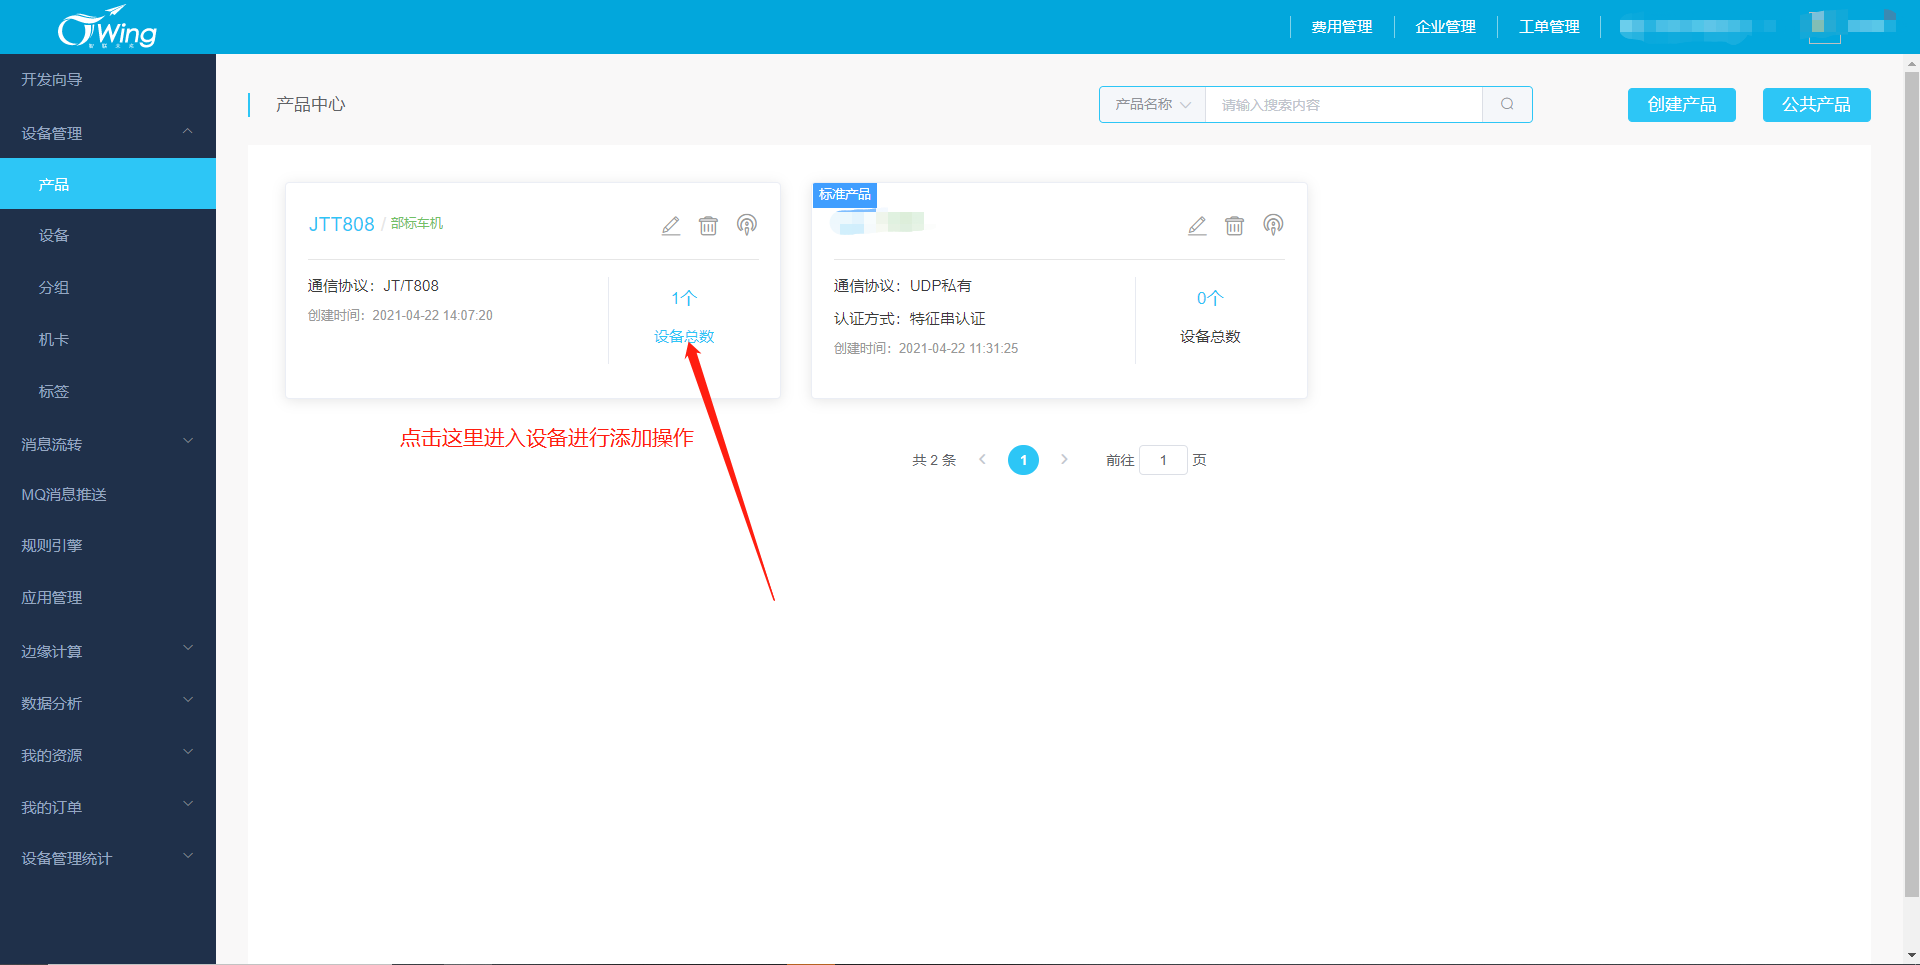 Wing
费用管理
企业管理
工单管理
开发向导
设备管理
产品
设备
分组
机卡
标签
消息流转
MQ消息推送
规则引擎
应用管理
边缘计算
数据分析
我的资源
我的订单
设备管理统计
产品中心
产品名称
请输入搜索内容
创建产品
公共产品
JTT808 / 部标车机
通信协议：JT/T808
创建时间：2021-04-22 14:07:20
1个
设备总数
标准产品
通信协议：UDP私有
认证方式：特征串认证
创建时间：2021-04-22 11:31:25
0个
设备总数
点击这里进入设备进行添加操作
共 2 条
1
前往 1 页